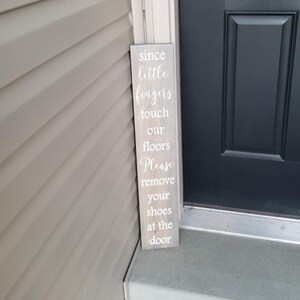 since
little
fingers
touch
our
floors
Please
remove
your
shoes
at the
door